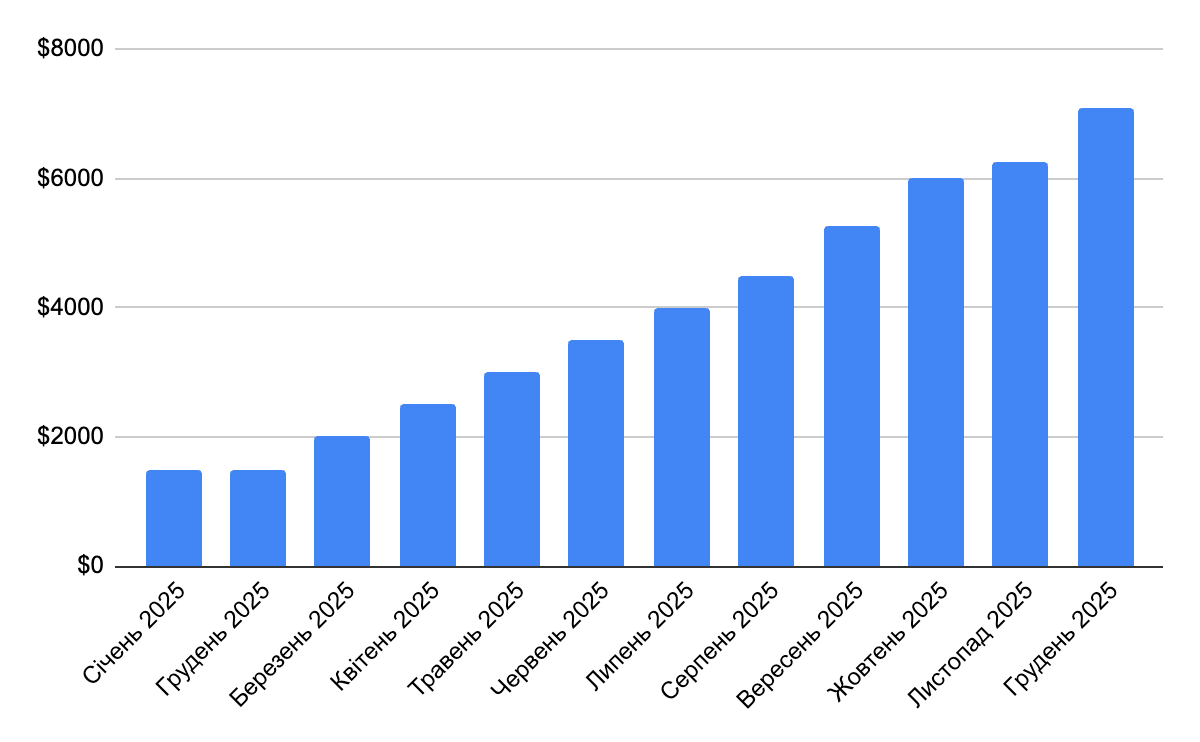 $8000
$6000
$4000
$2000
$0
Січень 2025
Грудень 2025
Березень 2025
Квітень 2025
Травень 2025
Червень 2025
Липень 2025
Серпень 2025
Вересень 2025
Жовтень 2025
Листопад 2025
Грудень 2025